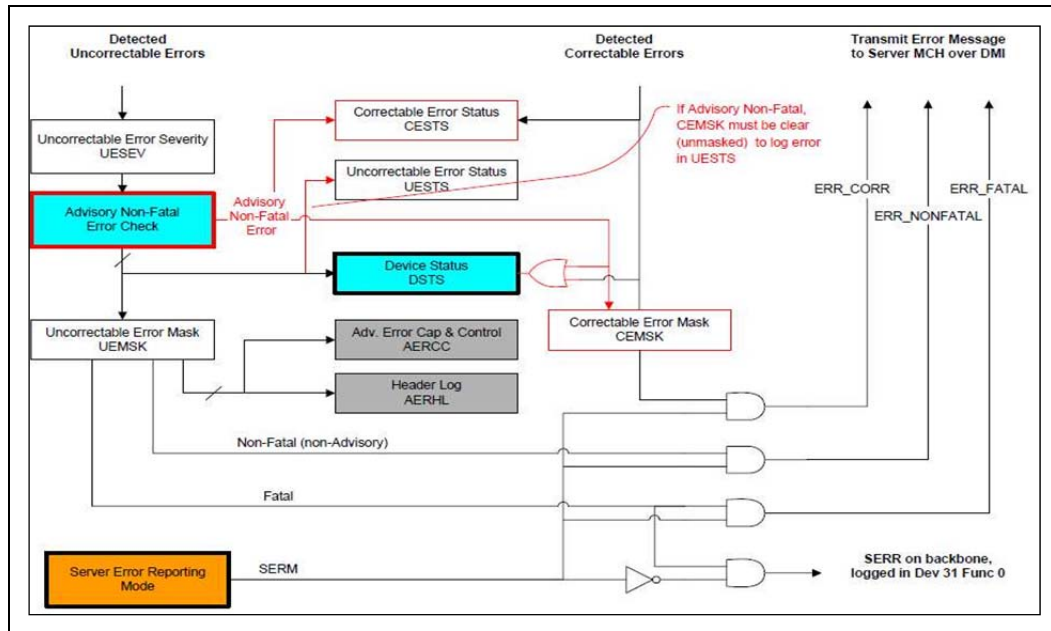 Detected
Uncorrectable Errors
Detected
Correctable Errors
Transmit Error Message
to Server MCH over DMI
Uncorrectable Error Severity
UESEV
Correctable Error Status
CESTS
If Advisory Non-Fatal,
CEMSK must be clear
(unmasked) to log error
in UESTS
Uncorrectable Error Status
UESTS
ERR_CORR
ERR_FATAL
ERR_NONFATAL
Advisory Non-Fatal
Error Check
Advisory
Non-Fatal
Error
Device Status
DSTS
Uncorrectable Error Mask
UEMSK
Adv. Error Cap & Control
AERCC
Correctable Error Mask
CEMSK
Header Log
AERHL
Non-Fatal (non-Advisory)
Fatal
Server Error Reporting
Mode
SERM
SERR on backbone,
logged in Dev 31 Func 0